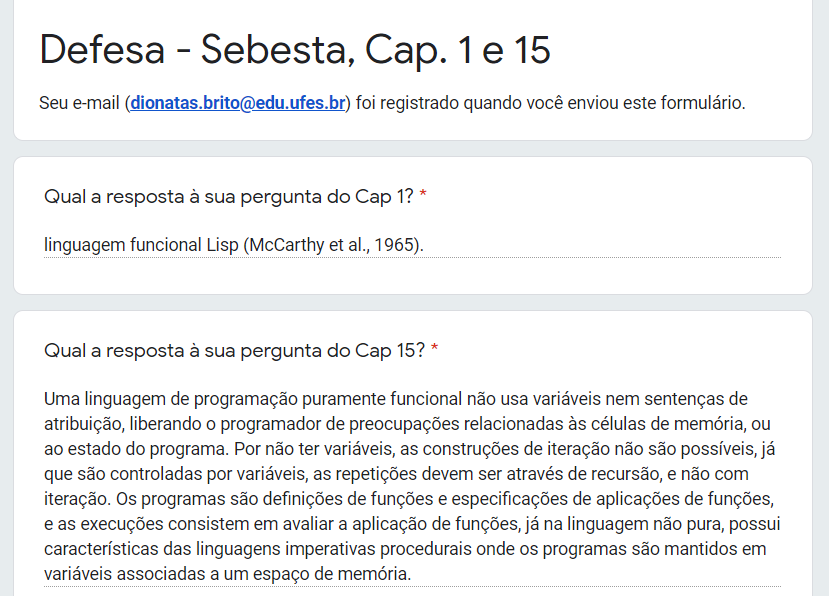 Defesa - Sebesta, Cap. 1 e 15
Seu e-mail (dionatas.brito@edu.ufes.br) foi registrado quando você enviou este formulário.
Qual a resposta à sua pergunta do Cap 1? *
linguagem funcional Lisp (McCarthy et al., 1965).
Qual a resposta à sua pergunta do Cap 15? *
Uma linguagem de programação puramente funcional não usa variáveis nem sentenças de
atribuição, liberando o programador de preocupações relacionadas às células de memória, ou
ao estado do programa. Por não ter variáveis, as construções de iteração não são possíveis, já
que são controladas por variáveis, as repetições devem ser através de recursão, e não com
iteração. Os programas são definições de funções e especificações de aplicações de funções,
e as execuções consistem em avaliar a aplicação de funções, já na linguagem não pura, possui
características das linguagens imperativas procedurais onde os programas são mantidos em
variáveis associadas a um espaço de memória.